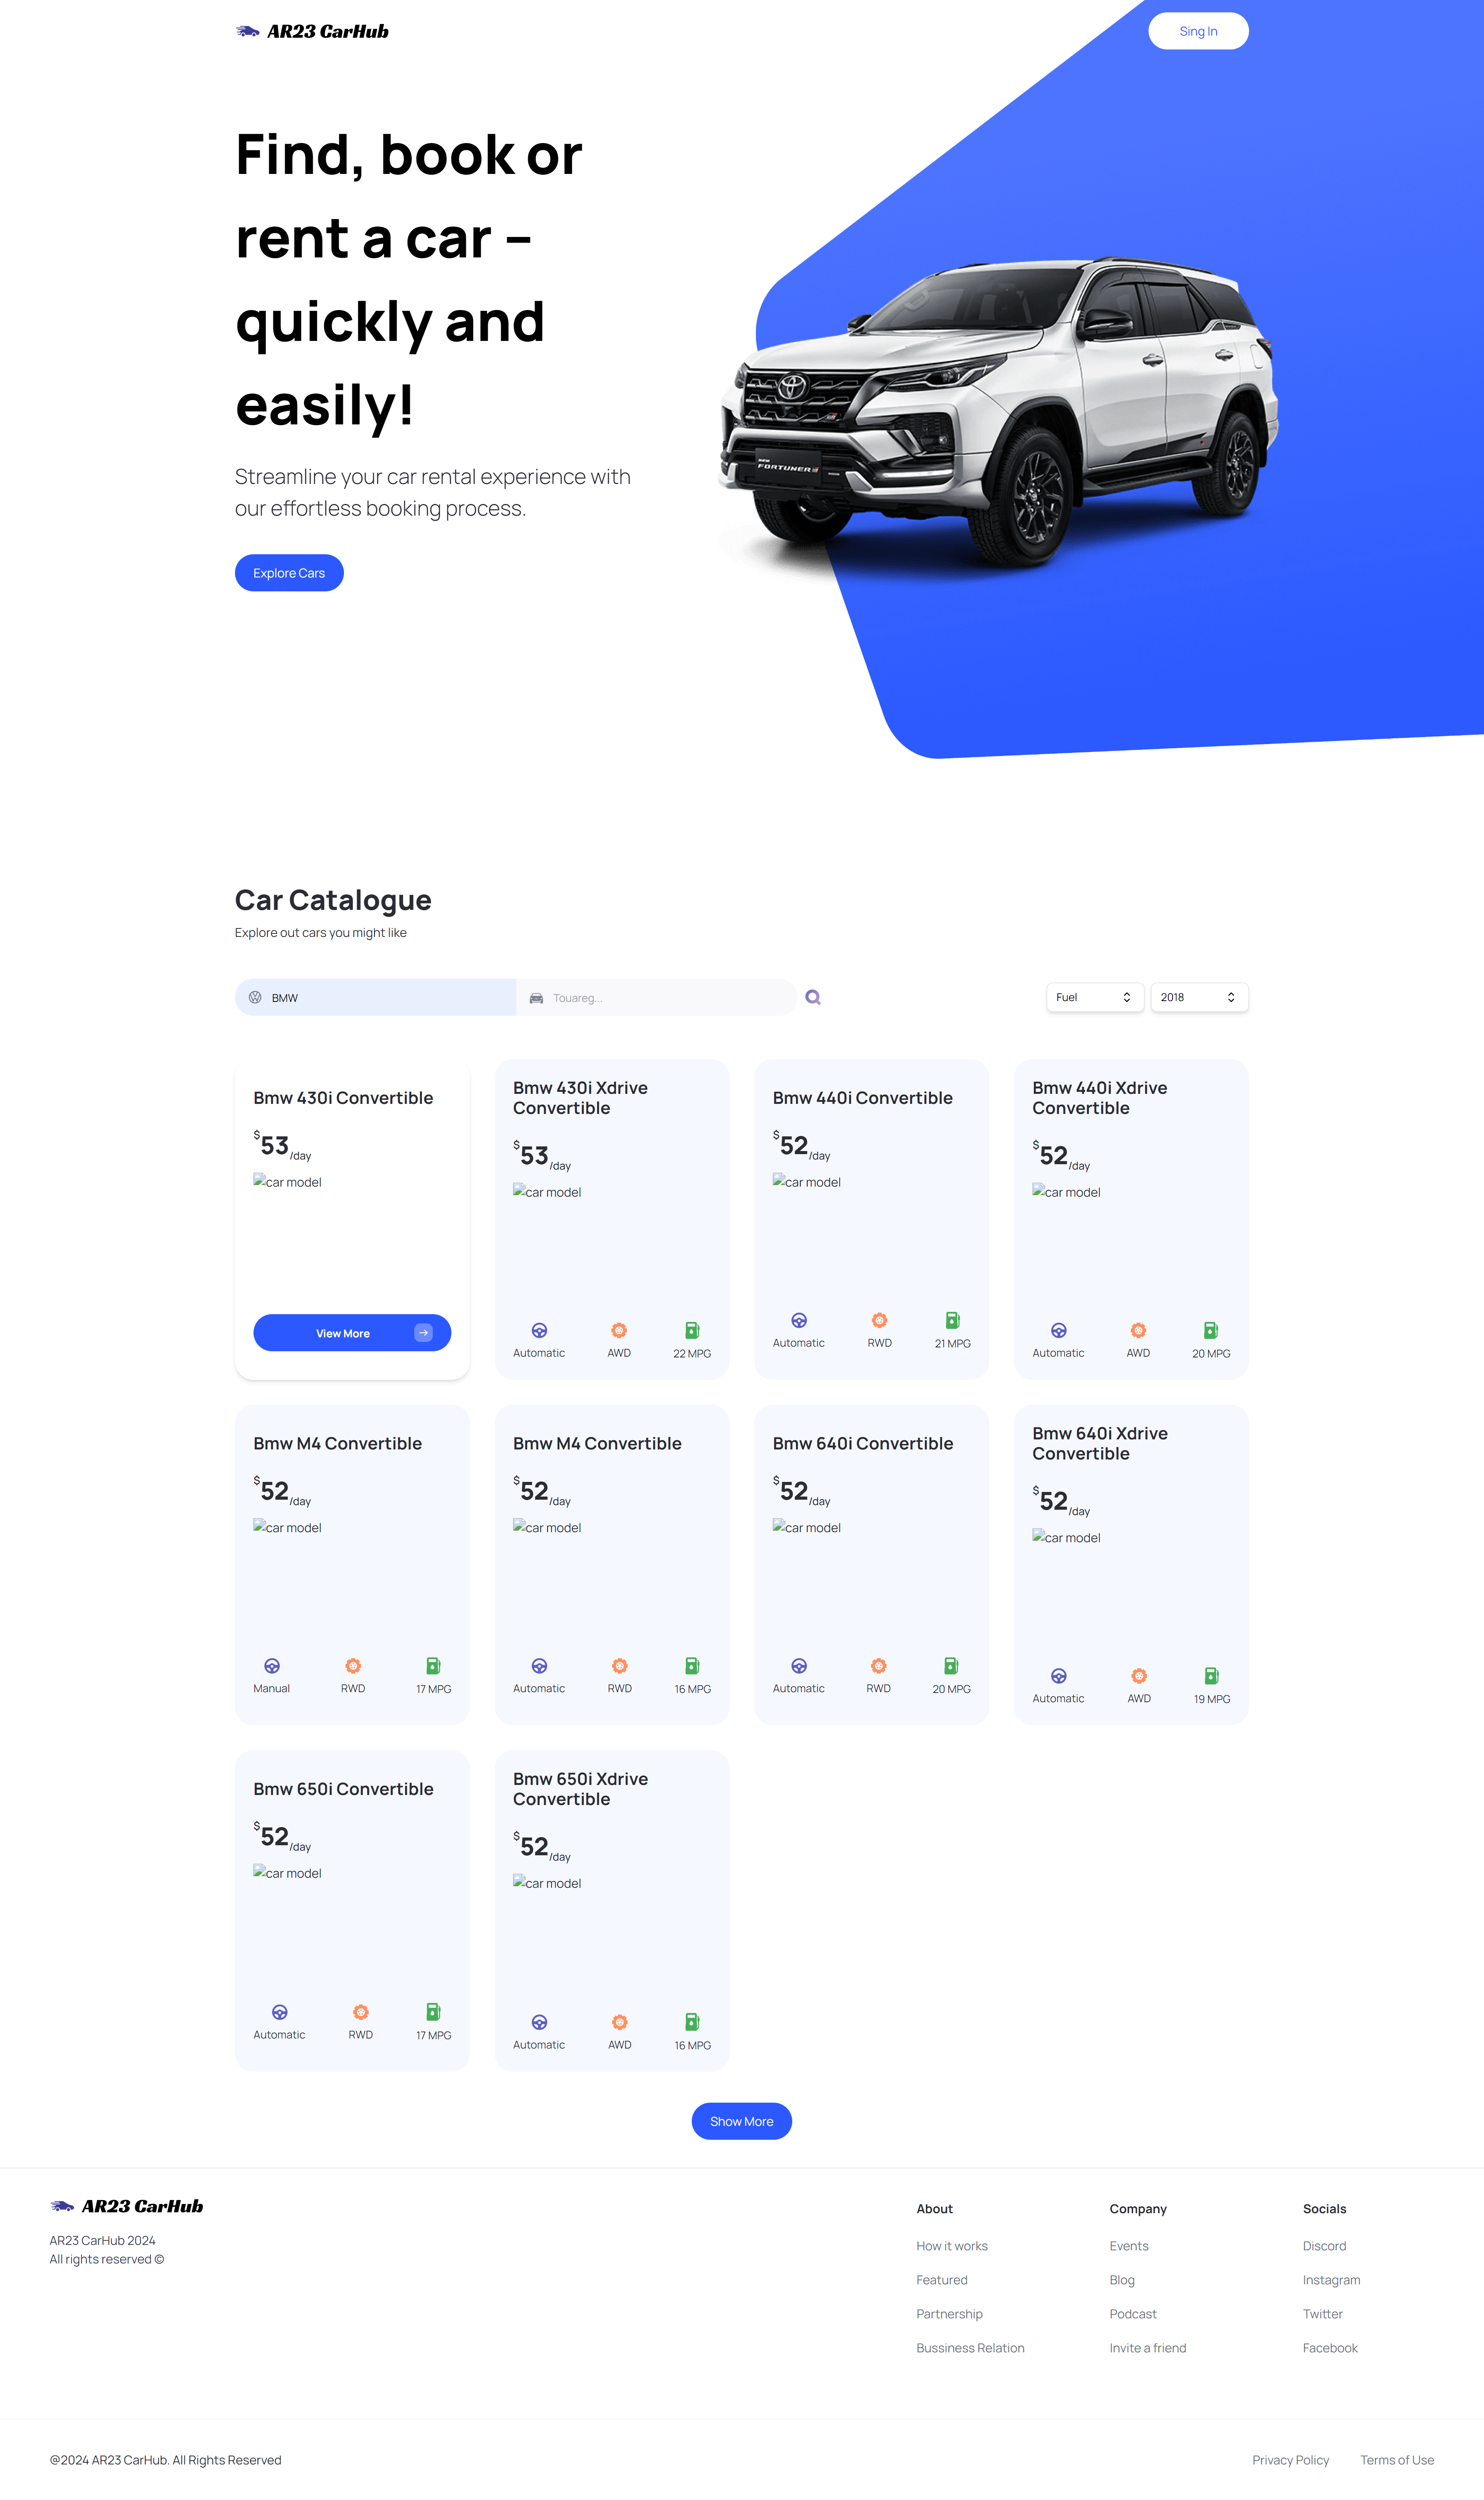 AR23 CarHub
Sing In
Find, book or
rent a car –
quickly and
easily!
Streamline your car rental experience with
our effortless booking process.
Explore Cars
NEW
FORTUNER
Car Catalogue
Explore out cars you might like
BMW
Touareg...
Fuel
2018
Bmw 430i Convertible
$53/day
car model
View More
Bmw 430i Xdrive
Convertible
$53/day
car model
Automatic
AWD
22 MPG
Bmw 440i Convertible
$52/day
car model
Automatic
RWD
21 MPG
Bmw 440i Xdrive
Convertible
$52/day
car model
Automatic
AWD
20 MPG
Bmw M4 Convertible
$52/day
car model
Manual
RWD
17 MPG
Bmw M4 Convertible
$52/day
car model
Automatic
RWD
16 MPG
Bmw 640i Convertible
$52/day
car model
Automatic
RWD
20 MPG
Bmw 640i Xdrive
Convertible
$52/day
car model
Automatic
AWD
19 MPG
Bmw 650i Convertible
$52/day
car model
Automatic
RWD
17 MPG
Bmw 650i Xdrive
Convertible
$52/day
car model
Automatic
AWD
16 MPG
Show More
AR23 CarHub
AR23 CarHub 2024
All rights reserved ©
About
How it works
Featured
Partnership
Bussiness Relation
Company
Events
Blog
Podcast
Invite a friend
Socials
Discord
Instagram
Twitter
Facebook
@2024 AR23 CarHub. All Rights Reserved
Privacy Policy
Terms of Use